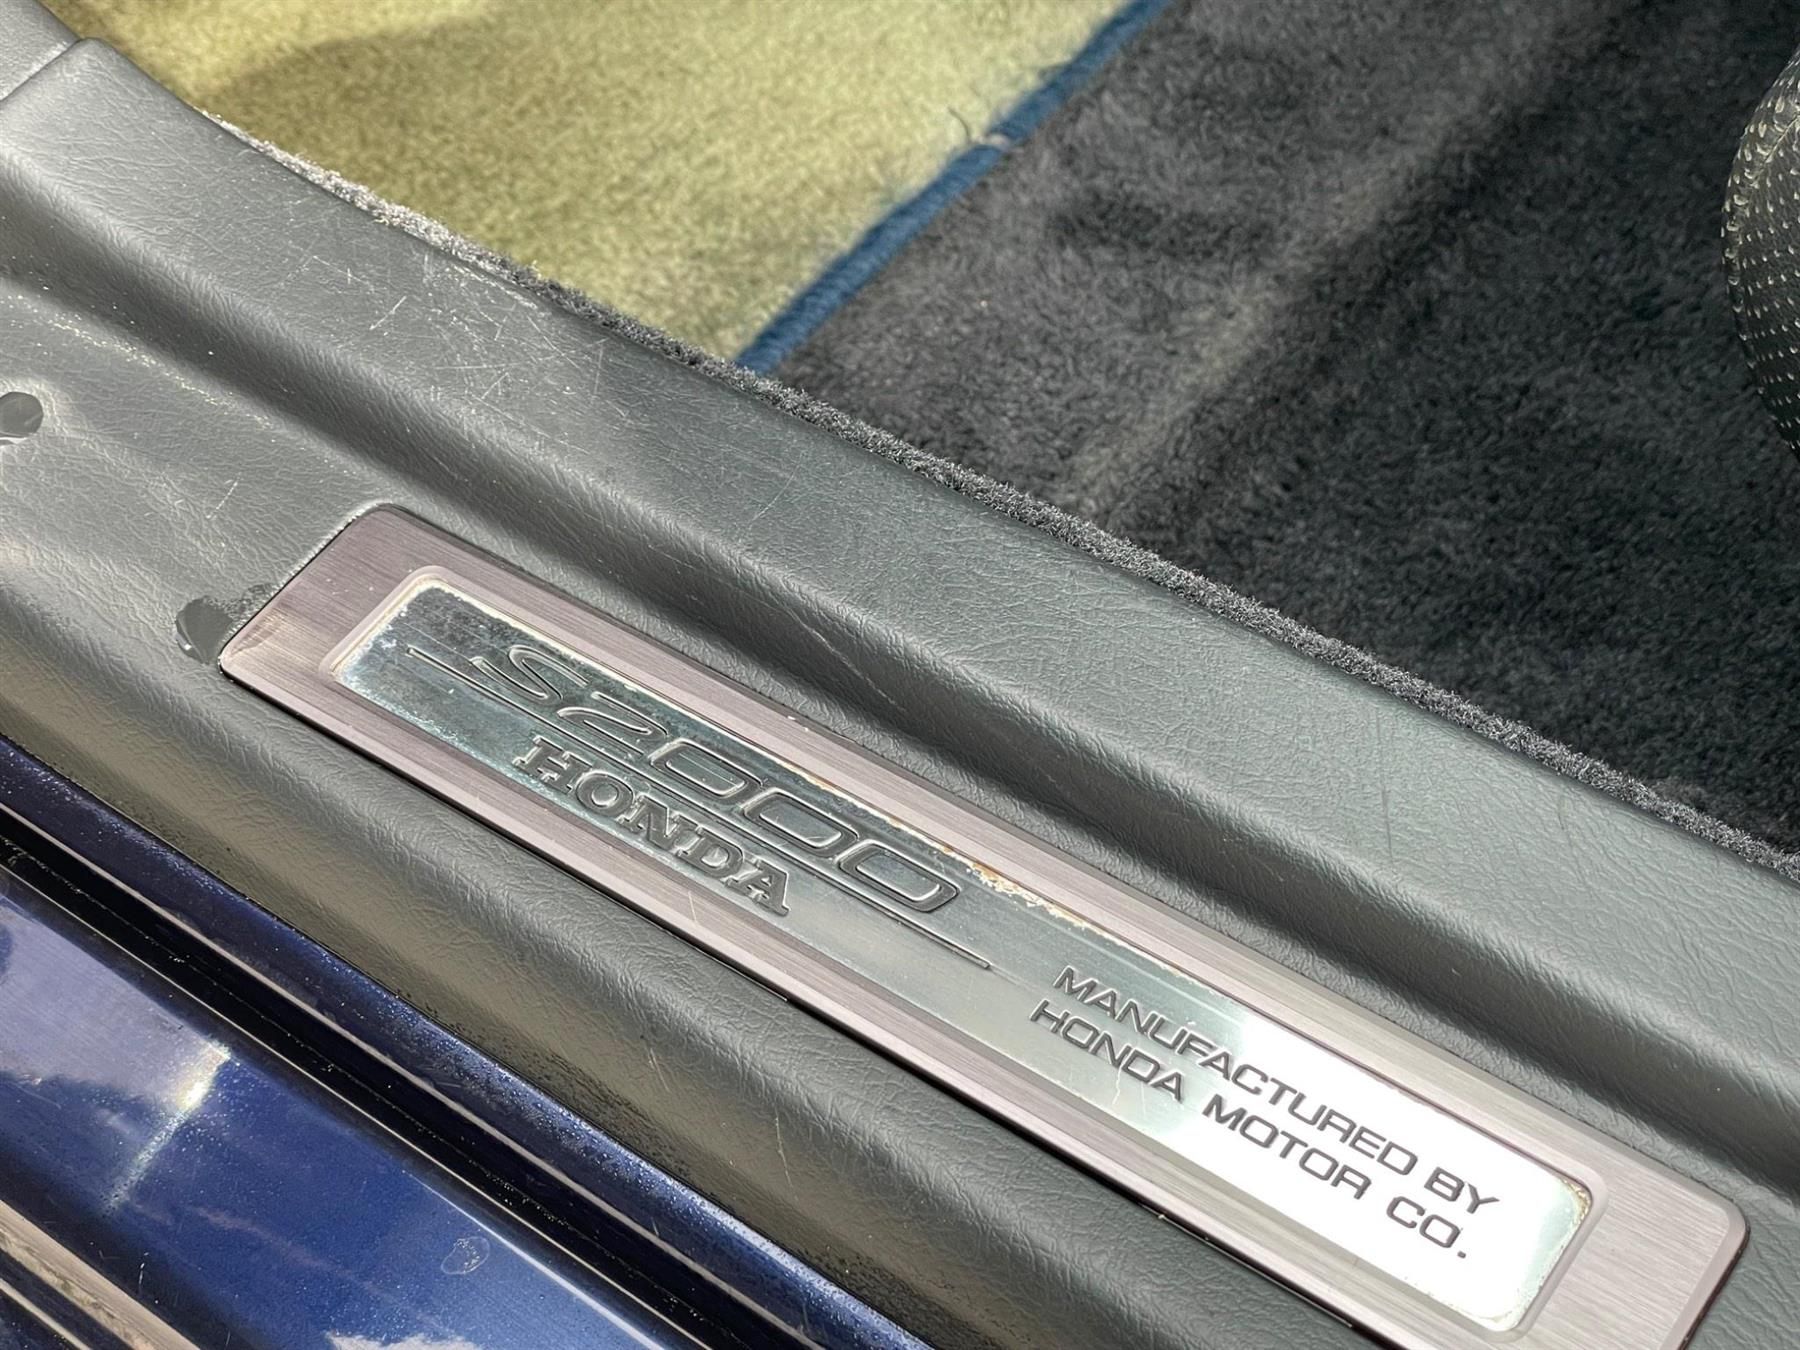 S2000
HONDA
MANUFACTURED BY
HONDA MOTOR CO.